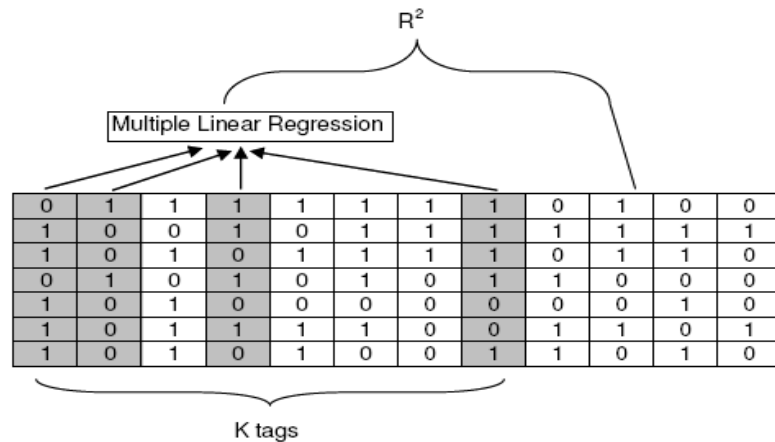 R²
Multiple Linear Regression
0 1 1 1 1 1 1 1 0 1 0 0
1 0 0 1 0 1 1 1 1 1 1 1
1 0 1 0 1 1 1 1 0 1 1 0
0 1 0 1 0 1 0 1 1 0 0 0
1 0 1 0 0 0 0 0 0 0 1 0
1 0 1 1 1 1 0 0 1 1 0 1
1 0 1 0 1 0 0 1 1 0 1 0
K tags